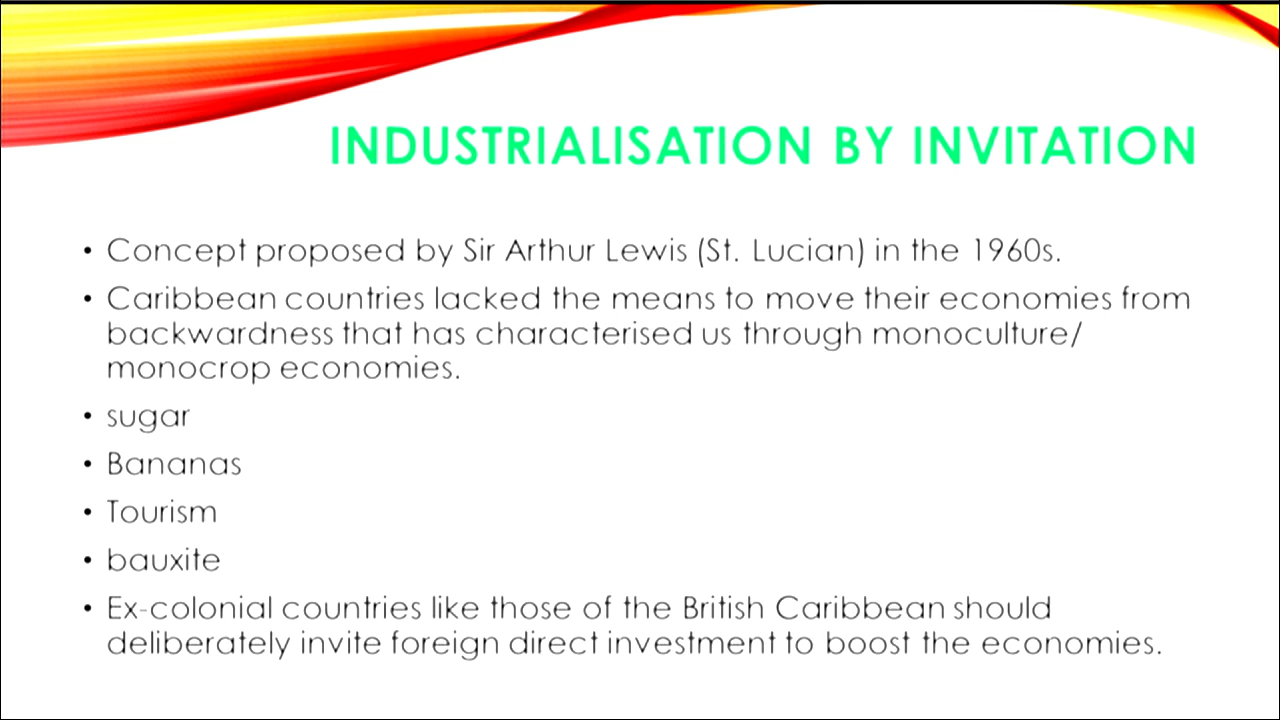 INDUSTRIALISATION BY INVITATION
• Concept proposed by Sir Arthur Lewis (St. Lucian) in the 1960s.
• Caribbean countries lacked the means to move their economies from
backwardness that has characterised us through monoculture/
monocrop economies.
• sugar
• Bananas
• Tourism
• bauxite
• Ex-colonial countries like those of the British Caribbean should
deliberately invite foreign direct investment to boost the economies.